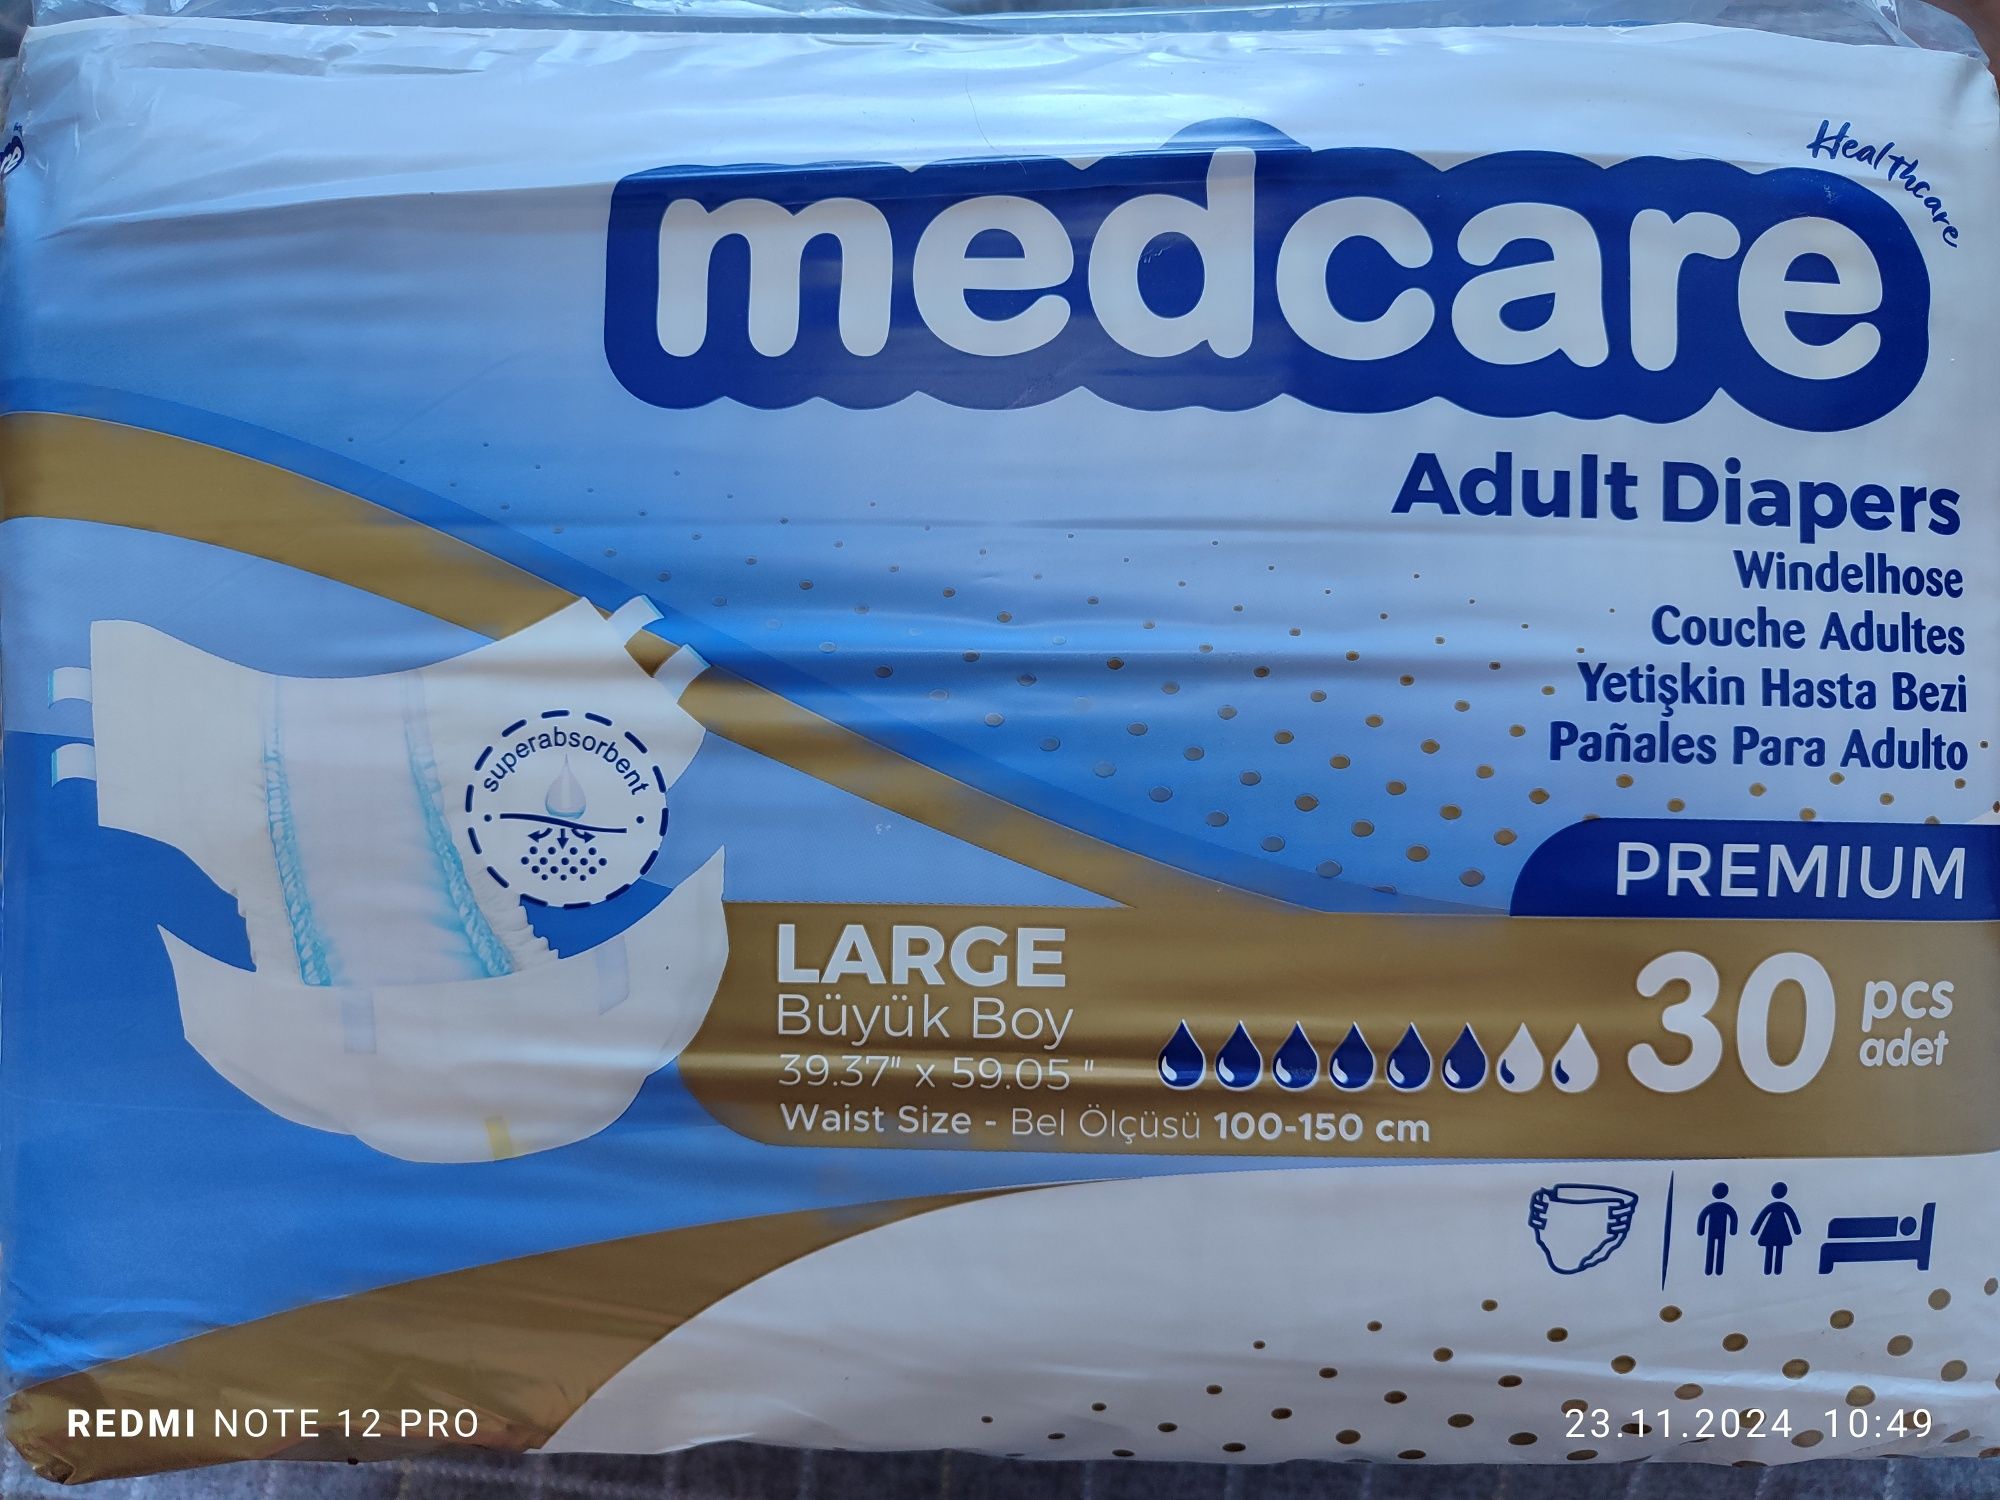 Healthcare
medcare
Adult Diapers
Windelhose
Couche Adultes
Yetişkin Hasta Bezi
Pañales Para Adulto
superabsorbent
PREMIUM
LARGE
Büyük Boy
39.37" x 59.05 "
Waist Size - Bel Ölçüsü 100-150 cm
30 pcs
adet
REDMI NOTE 12 PRO
23.11.2024 10:49